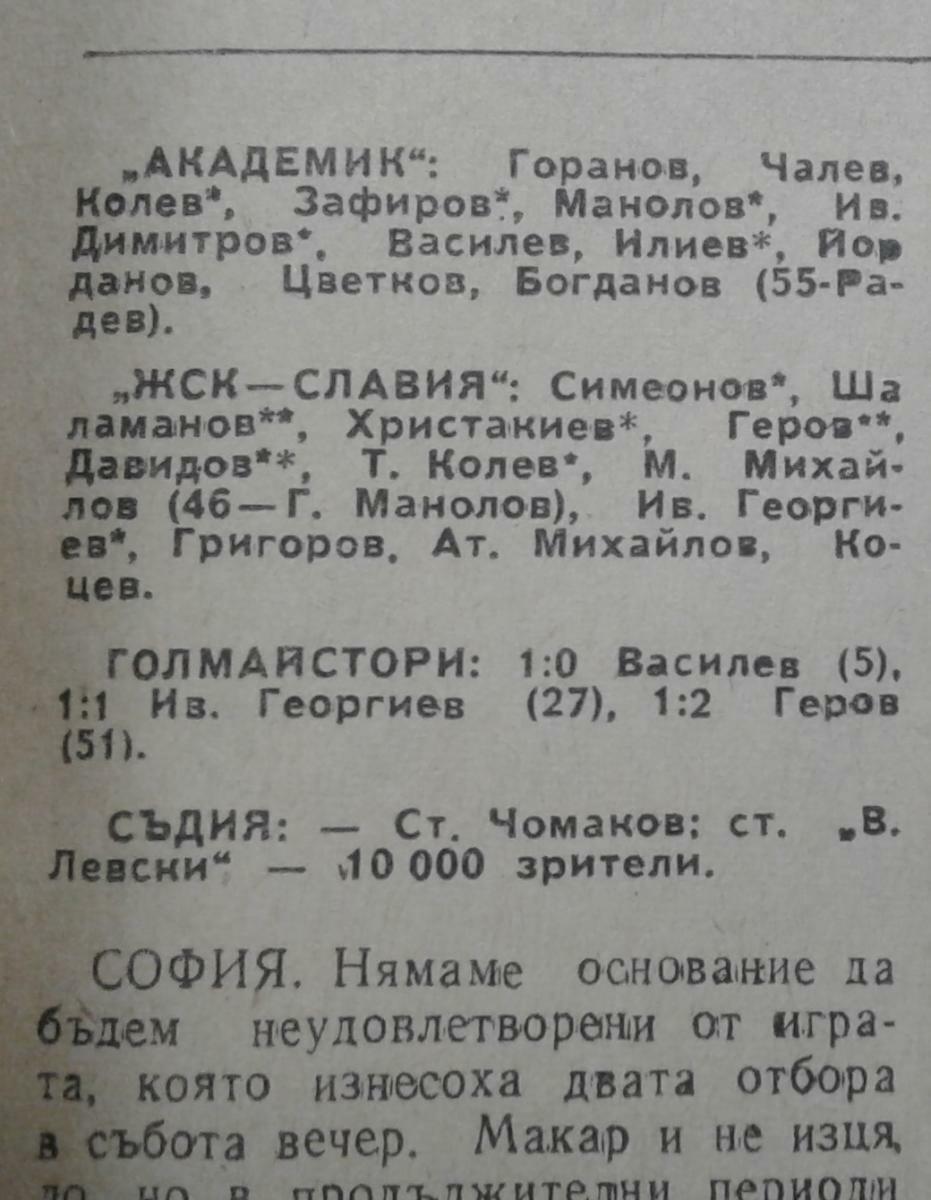 „АКАДЕМИК“: Горанов, Чалев,
Колев*, Зафиров*, Манолов*, Ив.
Димитров*, Василев, Илиев*, Йор
данов, Цветков, Богданов (55-Ра-
дев).
„ЖСК—СЛАВИЯ“: Симеонов*, Ша
ламанов**, Христакиев*, Геров**,
Давидов**, Т. Колев*, М. Михай-
лов (46—Г. Манолов), Ив. Георги-
ев*, Григоров, Ат. Михайлов, Ко-
цев.
ГОЛМАЙСТОРИ: 1:0 Василев (5),
1:1 Ив. Георгиев (27), 1:2 Геров
(51).
СЪДИЯ: — Ст. Чомаков; ст. „В.
Левски“ — 10 000 зрители.
СОФИЯ. Нямаме основание да
бъдем неудовлетворени от игра-
та, която изнесоха двата отбора
в събота вечер. Макар и не изця
ло но в продължителни периоди